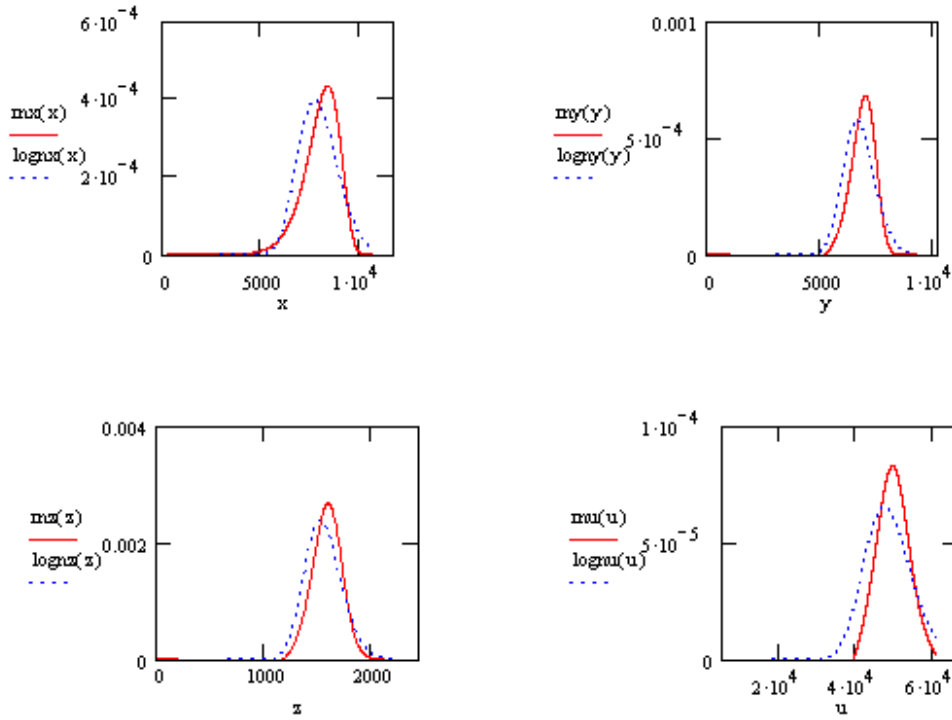 6·10⁻⁴
4·10⁻⁴
2·10⁻⁴
0
mx(x)
lognx(x)
0 5000 1·10⁴
x
0.001
5·10⁻⁴
0
my(y)
logny(y)
0 5000 1·10⁴
y
0.004
0.002
0
mz(z)
lognz(z)
0 1000 2000
z
1·10⁻⁴
5·10⁻⁵
0
mu(u)
lognu(u)
2·10⁴ 4·10⁴ 6·10⁴
u